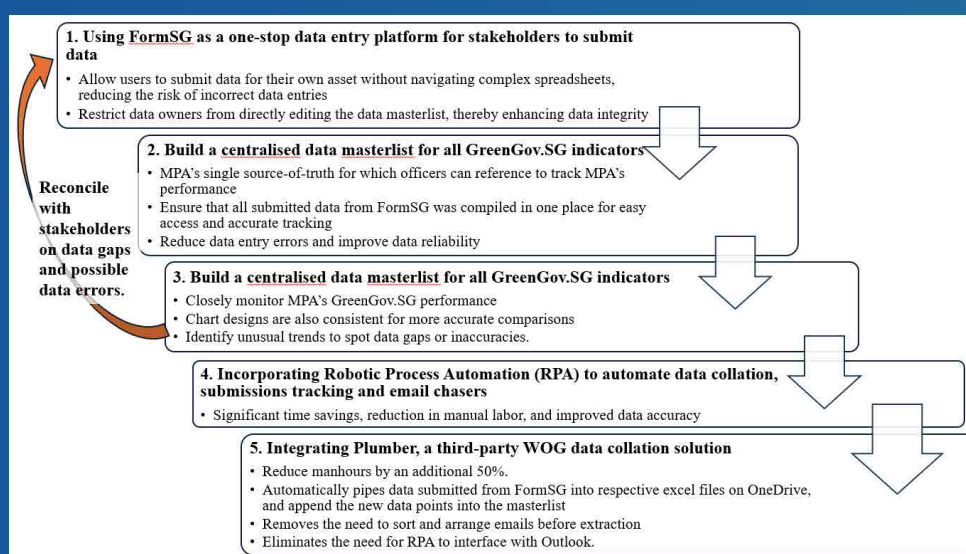 1. Using FormSG as a one-stop data entry platform for stakeholders to submit
data
• Allow users to submit data for their own asset without navigating complex spreadsheets,
reducing the risk of incorrect data entries
• Restrict data owners from directly editing the data masterlist, thereby enhancing data integrity
2. Build a centralised data masterlist for all GreenGov.SG indicators
• MPA's single source-of-truth for which officers can reference to track MPA's
performance
• Ensure that all submitted data from FormSG was compiled in one place for easy
access and accurate tracking
• Reduce data entry errors and improve data reliability
Reconcile
with
stakeholders
on data gaps
and possible
data errors.
3. Build a centralised data masterlist for all GreenGov.SG indicators
• Closely monitor MPA's GreenGov.SG performance
• Chart designs are also consistent for more accurate comparisons
• Identify unusual trends to spot data gaps or inaccuracies.
4. Incorporating Robotic Process Automation (RPA) to automate data collation,
submissions tracking and email chasers
• Significant time savings, reduction in manual labor, and improved data accuracy
5. Integrating Plumber, a third-party WOG data collation solution
• Reduce manhours by an additional 50%.
• Automatically pipes data submitted from FormSG into respective excel files on OneDrive,
and append the new data points into the masterlist
• Removes the need to sort and arrange emails before extraction
• Eliminates the need for RPA to interface with Outlook.